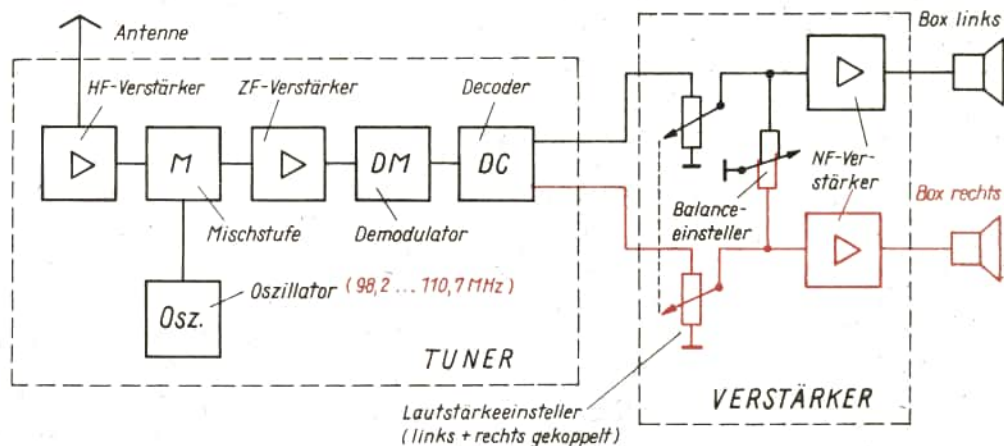 Antenne
Box links
HF-Verstärker
ZF-Verstärker
Decoder
M
DM
DC
Mischstufe
Demodulator
Balance-
einsteller
NF-Ver-
stärker
Box rechts
Osz.
Oszillator (98,2 ... 110,7 MHz)
TUNER
VERSTÄRKER
Lautstärkeeinsteller
(links + rechts gekoppelt)